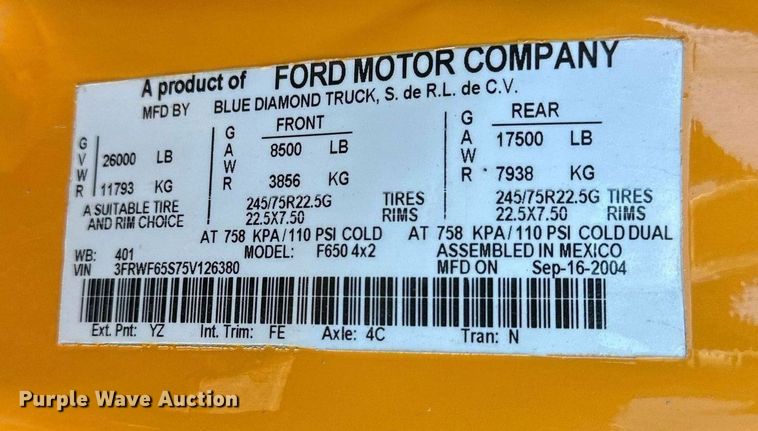 A product of FORD MOTOR COMPANY
MFD BY BLUE DIAMOND TRUCK, S. de R.L. de C.V.
GVWR 26000 LB 11793 KG
GAWR FRONT 8500 LB 3856 KG
GAWR REAR 17500 LB 7938 KG
A SUITABLE TIRE AND RIM CHOICE
245/75R22.5G TIRES 245/75R22.5G TIRES
22.5X7.50 RIMS 22.5X7.50 RIMS
AT 758 KPA/110 PSI COLD AT 758 KPA/110 PSI COLD DUAL
WB: 401 MODEL: F650 4x2 ASSEMBLED IN MEXICO
VIN 3FRWF65S75V126380 MFD ON Sep-16-2004
Ext. Pnt: YZ Int. Trim: FE Axle: 4C Tran: N
Purple Wave Auction